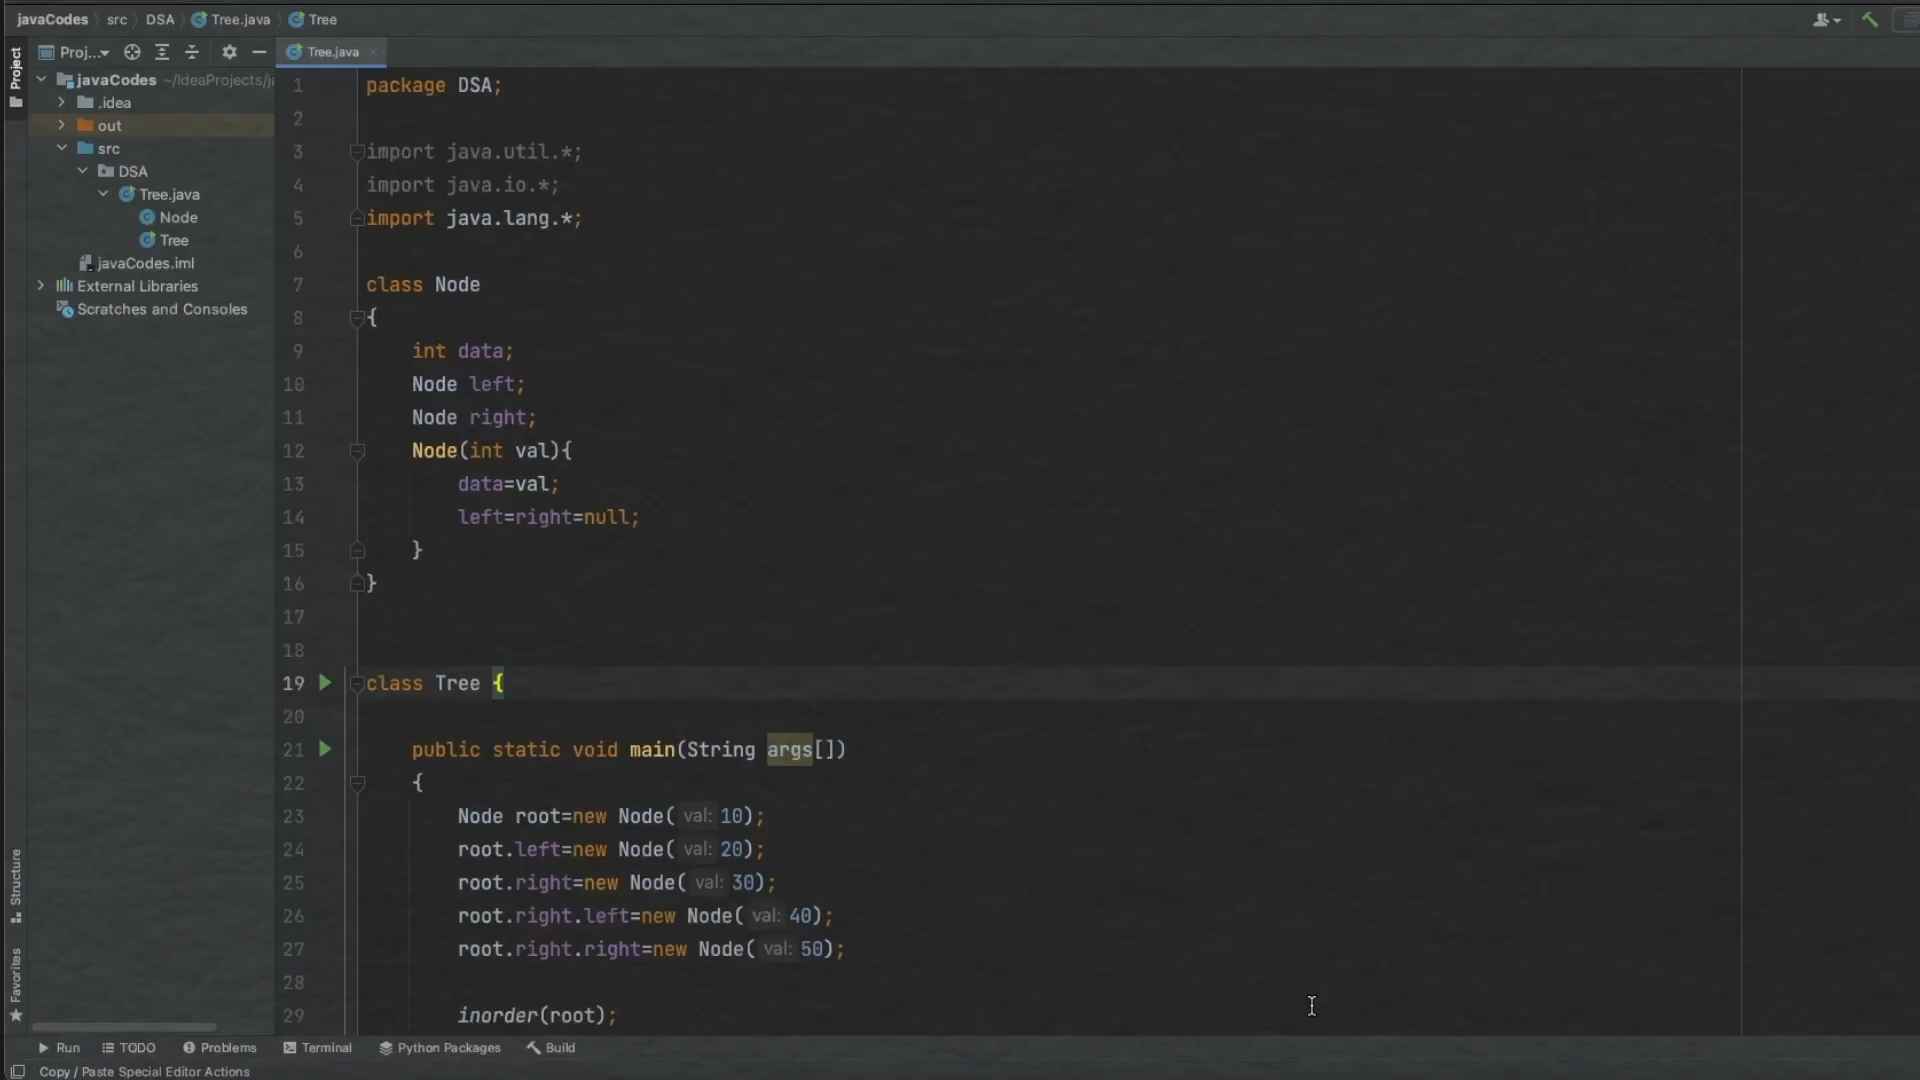 javaCodes src DSA Tree.java Tree
Project
Proj... Tree.java
javaCodes ~/IdeaProjects/j
.idea
out
src
DSA
Tree.java
Node
Tree
javaCodes.iml
External Libraries
Scratches and Consoles
1 package DSA;
2
3 import java.util.*;
4 import java.io.*;
5 import java.lang.*;
6
7 class Node
8 {
9 int data;
10 Node left;
11 Node right;
12 Node(int val){
13 data=val;
14 left=right=null;
15 }
16 }
17
18
19 class Tree {
20
21 public static void main(String args[])
22 {
23 Node root=new Node( val: 10);
24 root.left=new Node( val: 20);
25 root.right=new Node( val: 30);
26 root.right.left=new Node( val: 40);
27 root.right.right=new Node( val: 50);
28
29 inorder(root);
Structure
Favorites
Run TODO Problems Terminal Python Packages Build
Copy / Paste Special Editor Actions